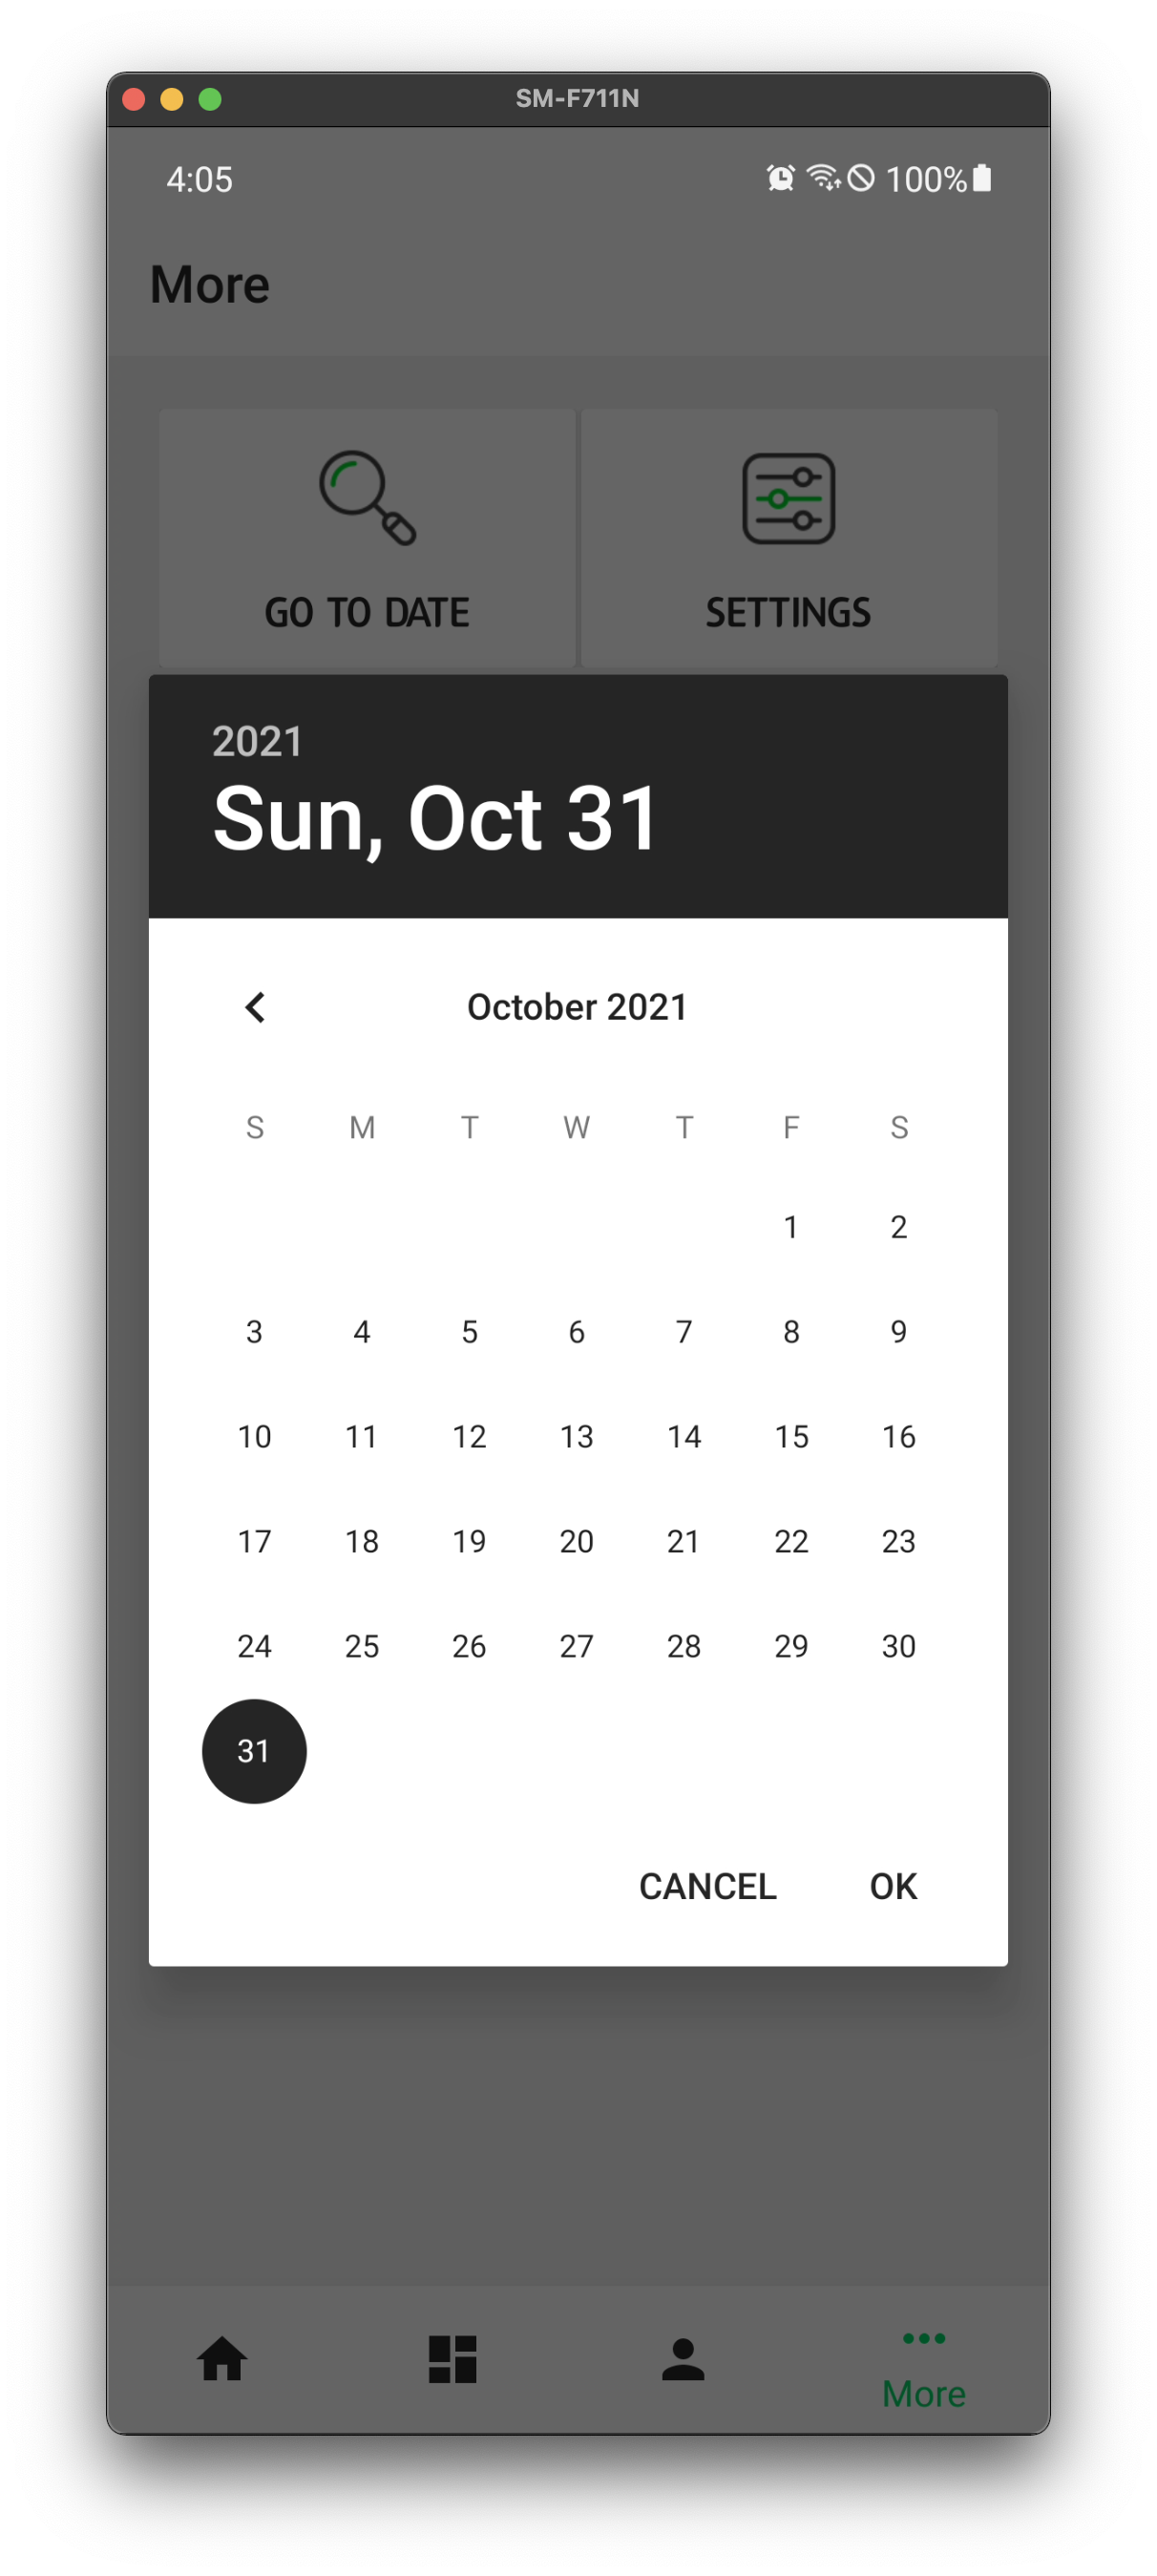 SM-F711N
4:05 100%
More
GO TO DATE SETTINGS
2021
Sun, Oct 31
October 2021
S M T W T F S
1 2
3 4 5 6 7 8 9
10 11 12 13 14 15 16
17 18 19 20 21 22 23
24 25 26 27 28 29 30
31
CANCEL OK
More